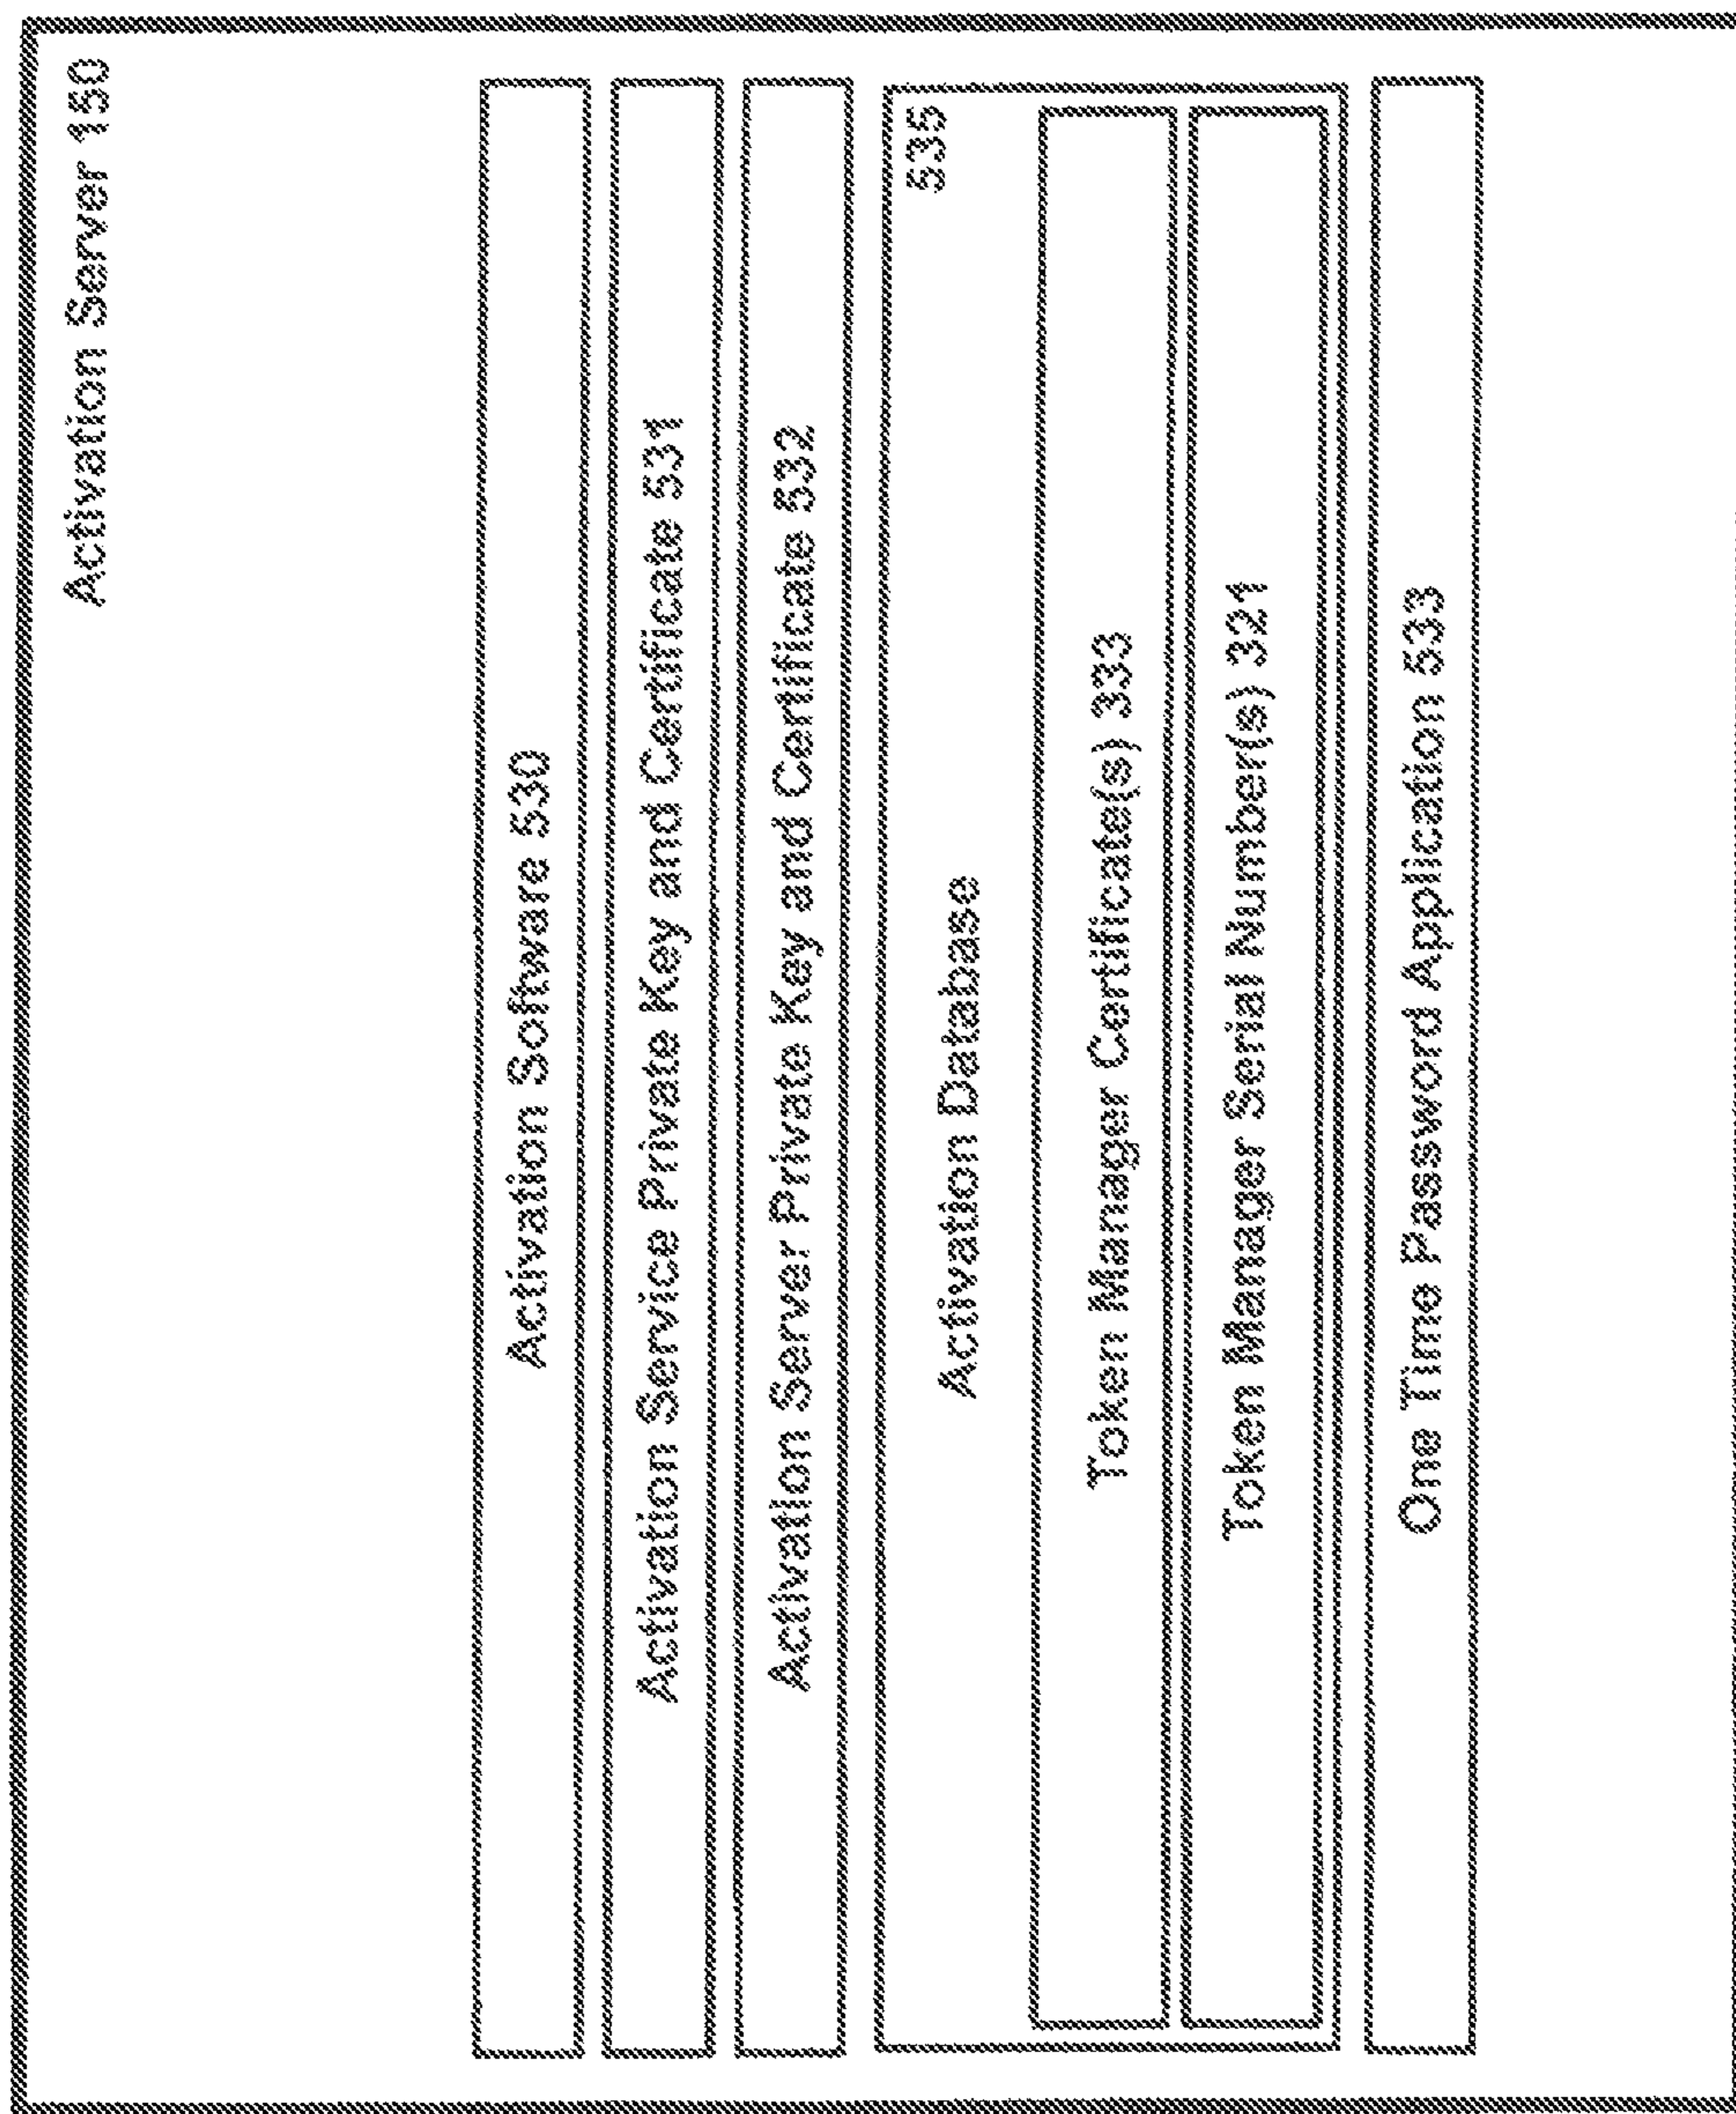 Activation Server 150
Activation Software 530
Activation Service Private Key and Certificate 531
Activation Server Private Key and Certificate 532
535
Activation Database
Token Manager Certificate(s) 333
Token Manager Serial Number(s) 321
One Time Password Application 533